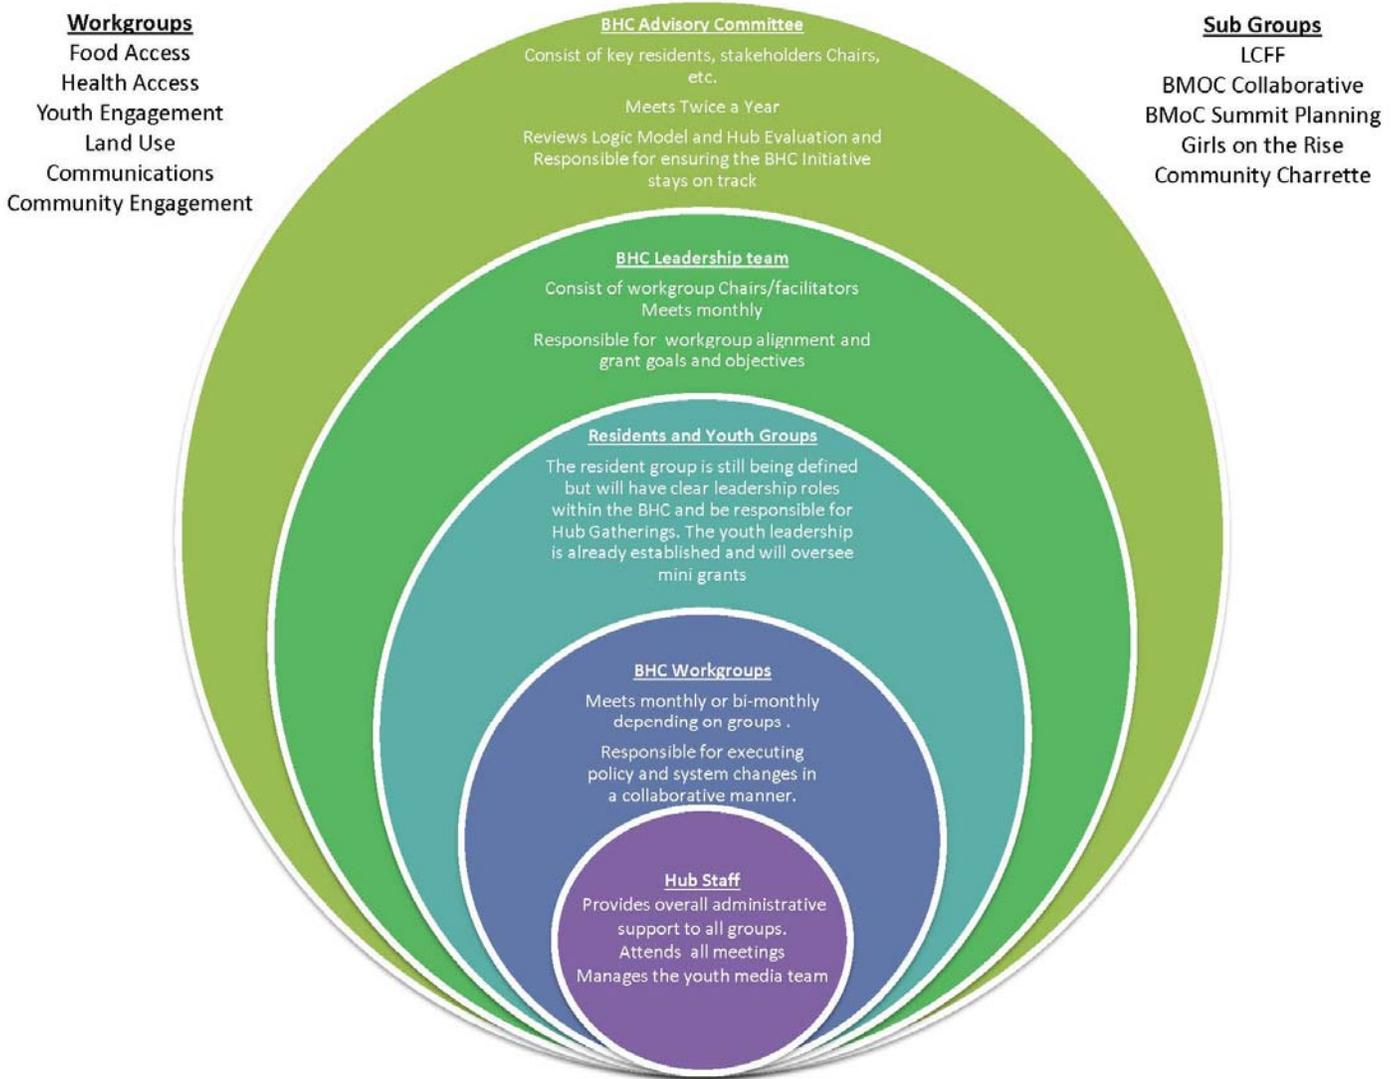 Workgroups
Food Access
Health Access
Youth Engagement
Land Use
Communications
Community Engagement
BHC Advisory Committee
Consist of key residents, stakeholders Chairs,
etc.
Meets Twice a Year
Reviews Logic Model and Hub Evaluation and
Responsible for ensuring the BHC Initiative
stays on track
Sub Groups
LCFF
BMOC Collaborative
BMoC Summit Planning
Girls on the Rise
Community Charrette
BHC Leadership team
Consist of workgroup Chairs/facilitators
Meets monthly
Responsible for workgroup alignment and
grant goals and objectives
Residents and Youth Groups
The resident group is still being defined
but will have clear leadership roles
within the BHC and be responsible for
Hub Gatherings. The youth leadership
is already established and will oversee
mini grants
BHC Workgroups
Meets monthly or bi-monthly
depending on groups .
Responsible for executing
policy and system changes in
a collaborative manner.
Hub Staff
Provides overall administrative
support to all groups.
Attends all meetings
Manages the youth media team